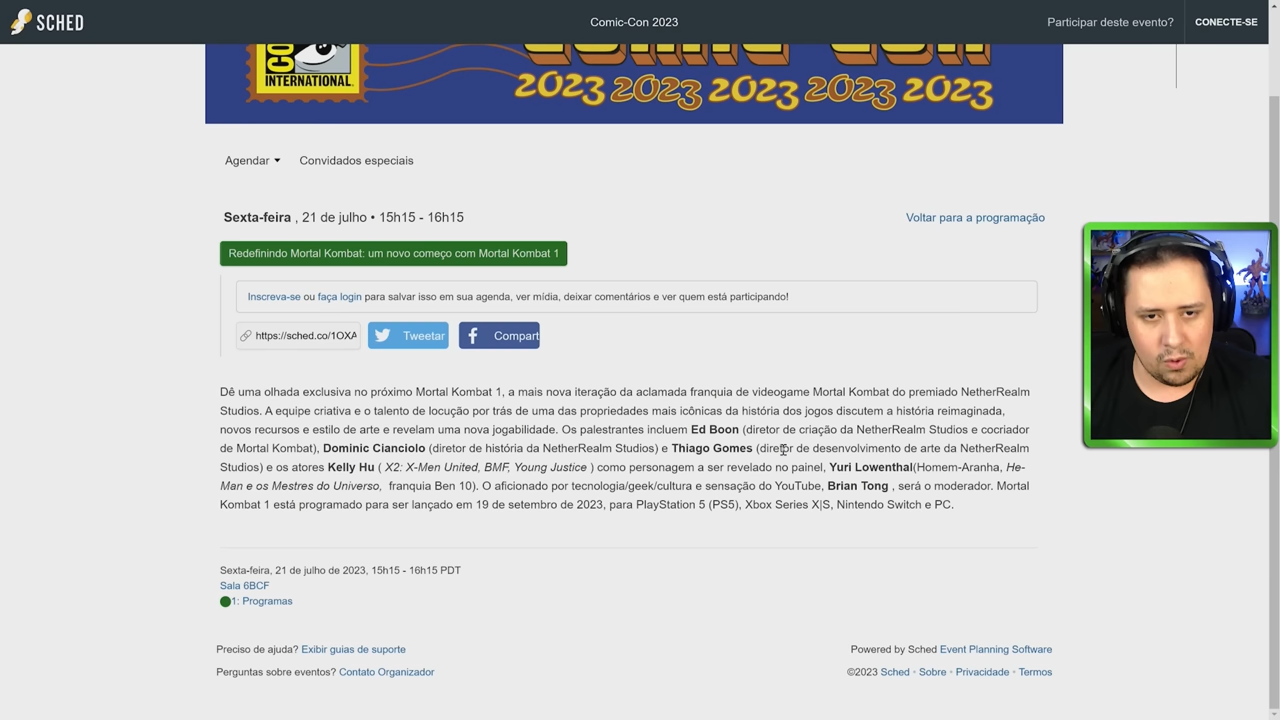 SCHED
Comic-Con 2023
Participar deste evento?
CONECTE-SE
INTERNATIONAL
2023 2023 2023 2023 2023
Agendar
Convidados especiais
Sexta-feira , 21 de julho • 15h15 - 16h15
Voltar para a programação
Redefinindo Mortal Kombat: um novo começo com Mortal Kombat 1
Inscreva-se ou faça login para salvar isso em sua agenda, ver mídia, deixar comentários e ver quem está participando!
https://sched.co/1OXA
Tweetar
Compart
Dê uma olhada exclusiva no próximo Mortal Kombat 1, a mais nova iteração da aclamada franquia de videogame Mortal Kombat do premiado NetherRealm
Studios. A equipe criativa e o talento de locução por trás de uma das propriedades mais icônicas da história dos jogos discutem a história reimaginada,
novos recursos e estilo de arte e revelam uma nova jogabilidade. Os palestrantes incluem Ed Boon (diretor de criação da NetherRealm Studios e cocriador
de Mortal Kombat), Dominic Cianciolo (diretor de história da NetherRealm Studios) e Thiago Gomes (diretor de desenvolvimento de arte da NetherRealm
Studios) e os atores Kelly Hu ( X2: X-Men United, BMF, Young Justice ) como personagem a ser revelado no painel, Yuri Lowenthal(Homem-Aranha, He-
Man e os Mestres do Universo, franquia Ben 10). O aficionado por tecnologia/geek/cultura e sensação do YouTube, Brian Tong , será o moderador. Mortal
Kombat 1 está programado para ser lançado em 19 de setembro de 2023, para PlayStation 5 (PS5), Xbox Series X|S, Nintendo Switch e PC.
Sexta-feira, 21 de julho de 2023, 15h15 - 16h15 PDT
Sala 6BCF
1: Programas
Preciso de ajuda? Exibir guias de suporte
Powered by Sched Event Planning Software
Perguntas sobre eventos? Contato Organizador
©2023 Sched • Sobre • Privacidade • Termos